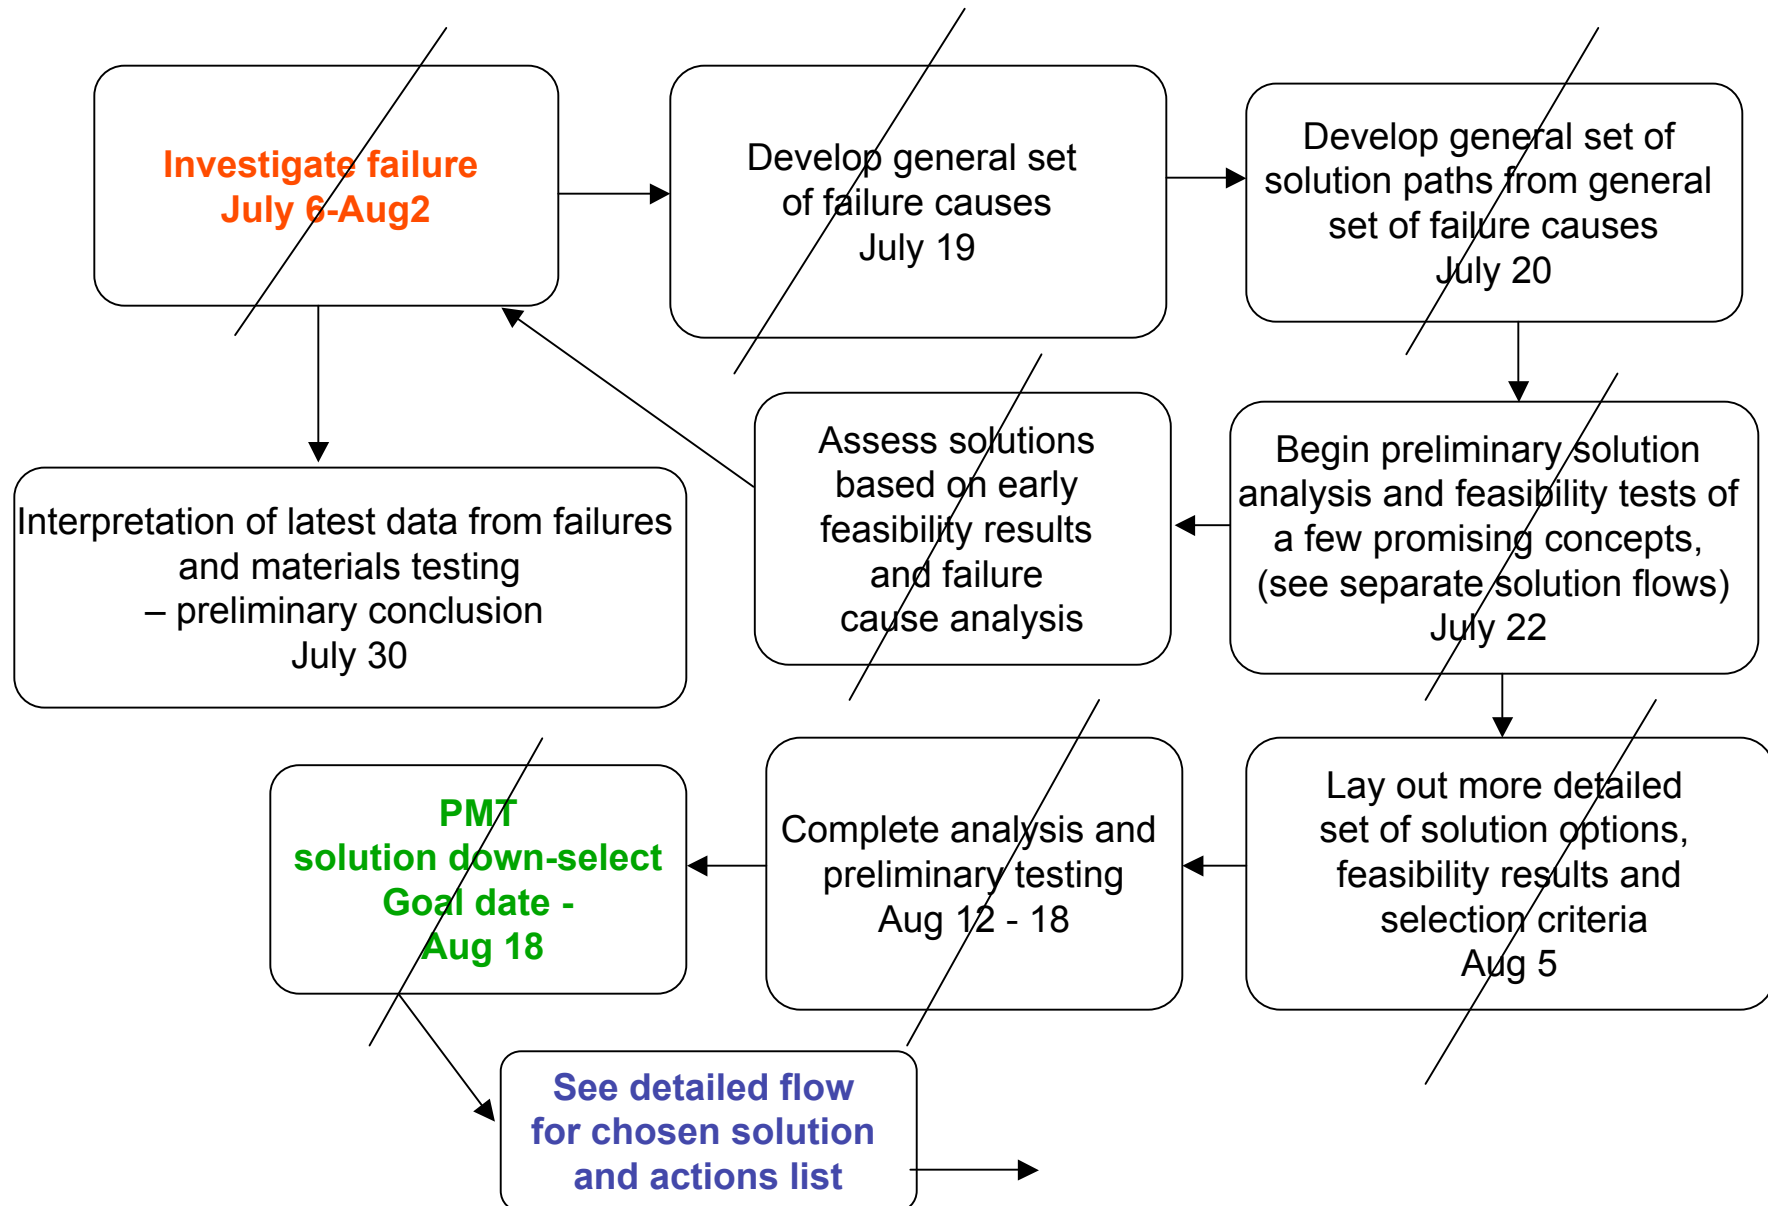 Investigate failure
July 6-Aug2
Develop general set
of failure causes
July 19
Develop general set of
solution paths from general
set of failure causes
July 20
Interpretation of latest data from failures
and materials testing
– preliminary conclusion
July 30
Assess solutions
based on early
feasibility results
and failure
cause analysis
Begin preliminary solution
analysis and feasibility tests of
a few promising concepts,
(see separate solution flows)
July 22
PMT
solution down-select
Goal date -
Aug 18
Complete analysis and
preliminary testing
Aug 12 - 18
Lay out more detailed
set of solution options,
feasibility results and
selection criteria
Aug 5
See detailed flow
for chosen solution
and actions list